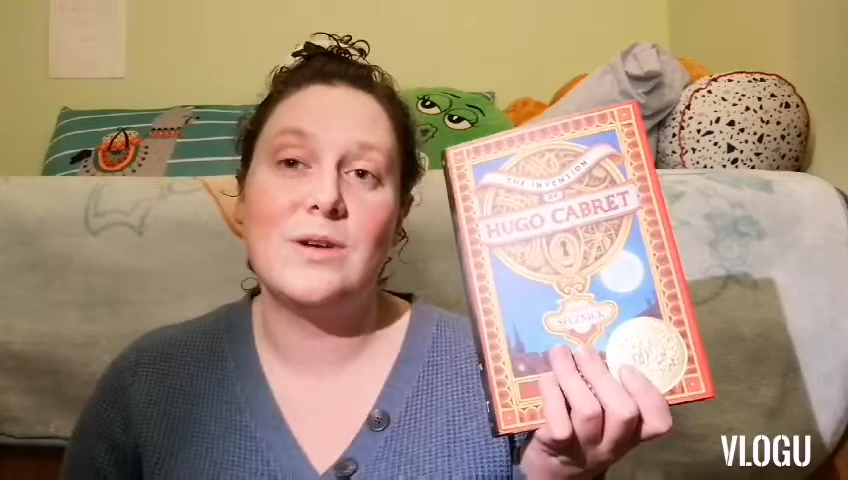 THE INVENTION
OF
HUGO CABRET
SELZNICK
VLOGU